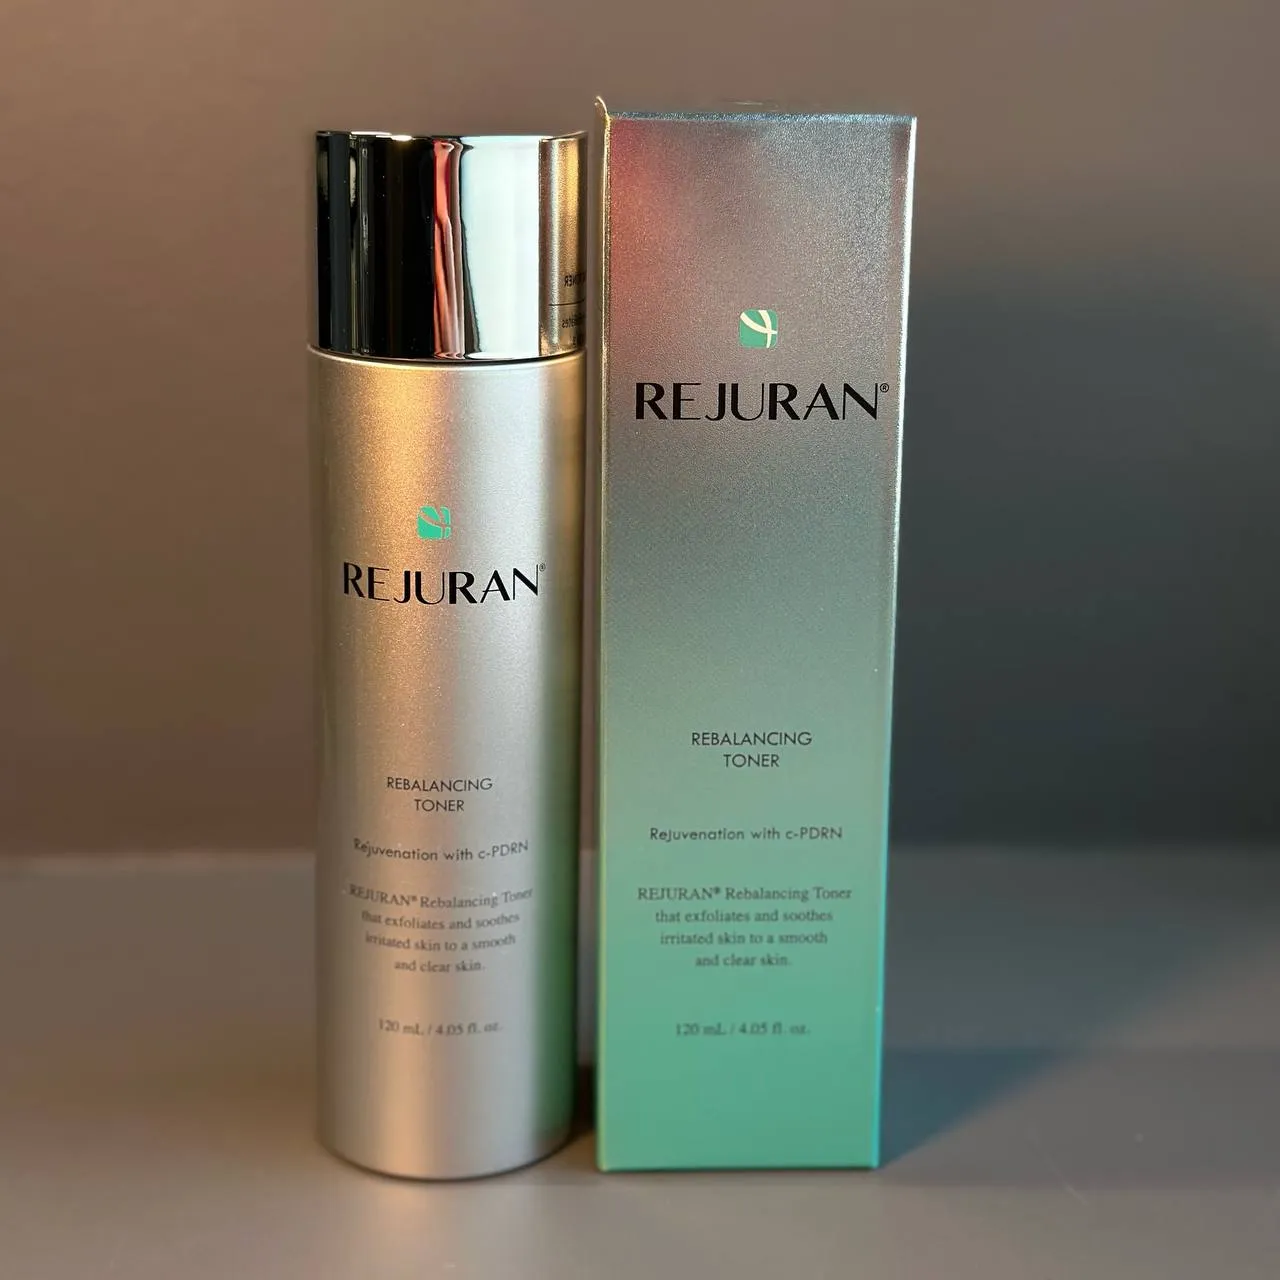 REJURAN®
REBALANCING
TONER
Rejuvenation with c-PDRN
REJURAN® Rebalancing Toner
that exfoliates and soothes
irritated skin to a smooth
and clear skin.
120 mL / 4.05 fl. oz.
REJURAN®
REBALANCING
TONER
Rejuvenation with c-PDRN
REJURAN® Rebalancing Toner
that exfoliates and soothes
irritated skin to a smooth
and clear skin.
120 mL / 4.05 fl. oz.